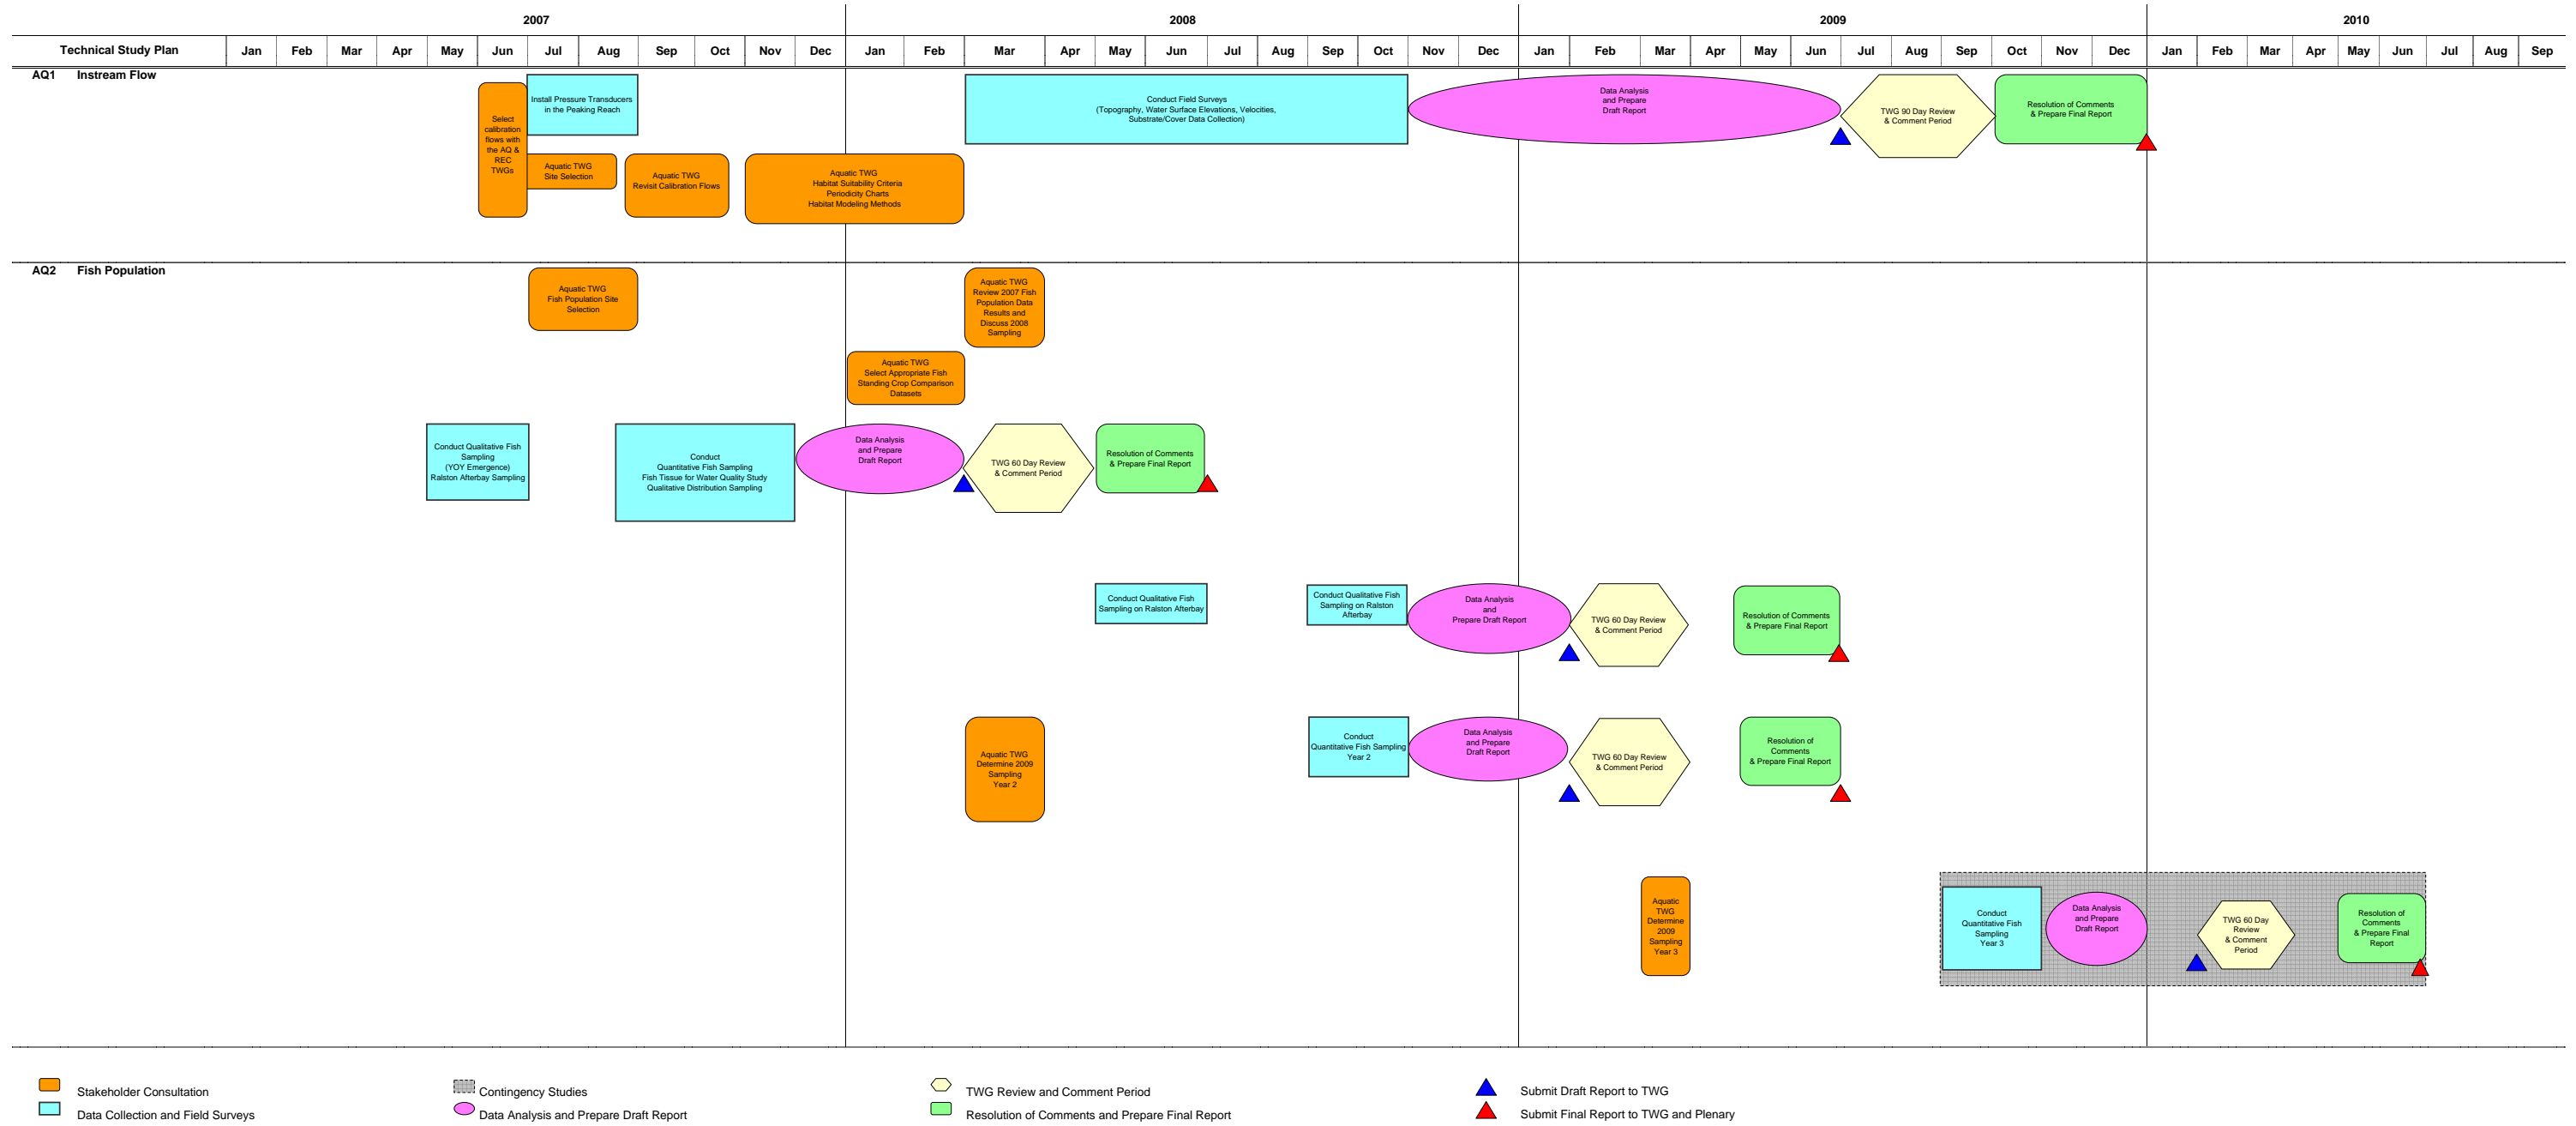 2007
2008
2009
2010
Technical Study Plan
Jan
Feb
Mar
Apr
May
Jun
Jul
Aug
Sep
Oct
Nov
Dec
Jan
Feb
Mar
Apr
May
Jun
Jul
Aug
Sep
Oct
Nov
Dec
Jan
Feb
Mar
Apr
May
Jun
Jul
Aug
Sep
Oct
Nov
Dec
Jan
Feb
Mar
Apr
May
Jun
Jul
Aug
Sep
AQ1 Instream Flow
Select
calibration
flows with
the AQ &
REC
TWGs
Install Pressure Transducers
in the Peaking Reach
Aquatic TWG
Site Selection
Aquatic TWG
Revisit Calibration Flows
Aquatic TWG
Habitat Suitability Criteria
Periodicity Charts
Habitat Modeling Methods
Conduct Field Surveys
(Topography, Water Surface Elevations, Velocities,
Substrate/Cover Data Collection)
Data Analysis
and Prepare
Draft Report
TWG 90 Day Review
& Comment Period
Resolution of Comments
& Prepare Final Report
AQ2 Fish Population
Aquatic TWG
Fish Population Site
Selection
Aquatic TWG
Review 2007 Fish
Population Data
Results and
Discuss 2008
Sampling
Aquatic TWG
Select Appropriate Fish
Standing Crop Comparison
Datasets
Conduct Qualitative Fish
Sampling
(YOY Emergence)
Ralston Afterbay Sampling
Conduct
Quantitative Fish Sampling
Fish Tissue for Water Quality Study
Qualitative Distribution Sampling
Data Analysis
and Prepare
Draft Report
TWG 60 Day Review
& Comment Period
Resolution of Comments
& Prepare Final Report
Conduct Qualitative Fish
Sampling on Ralston Afterbay
Conduct Qualitative Fish
Sampling on Ralston
Afterbay
Data Analysis
and
Prepare Draft Report
TWG 60 Day Review
& Comment Period
Resolution of Comments
& Prepare Final Report
Aquatic TWG
Determine 2009
Sampling
Year 2
Conduct
Quantitative Fish Sampling
Year 2
Data Analysis
and Prepare
Draft Report
TWG 60 Day Review
& Comment Period
Resolution of
Comments
& Prepare Final Report
Aquatic
TWG
Determine
2009
Sampling
Year 3
Conduct
Quantitative Fish
Sampling
Year 3
Data Analysis
and Prepare
Draft Report
TWG 60 Day
Review
& Comment
Period
Resolution of
Comments
& Prepare Final
Report
Stakeholder Consultation
Contingency Studies
TWG Review and Comment Period
Submit Draft Report to TWG
Data Collection and Field Surveys
Data Analysis and Prepare Draft Report
Resolution of Comments and Prepare Final Report
Submit Final Report to TWG and Plenary